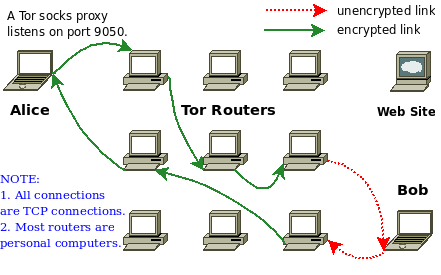 A Tor socks proxy
listens on port 9050.
unencrypted link
encrypted link
Alice
Tor Routers
Web Site
Bob
NOTE:
1. All connections
are TCP connections.
2. Most routers are
personal computers.